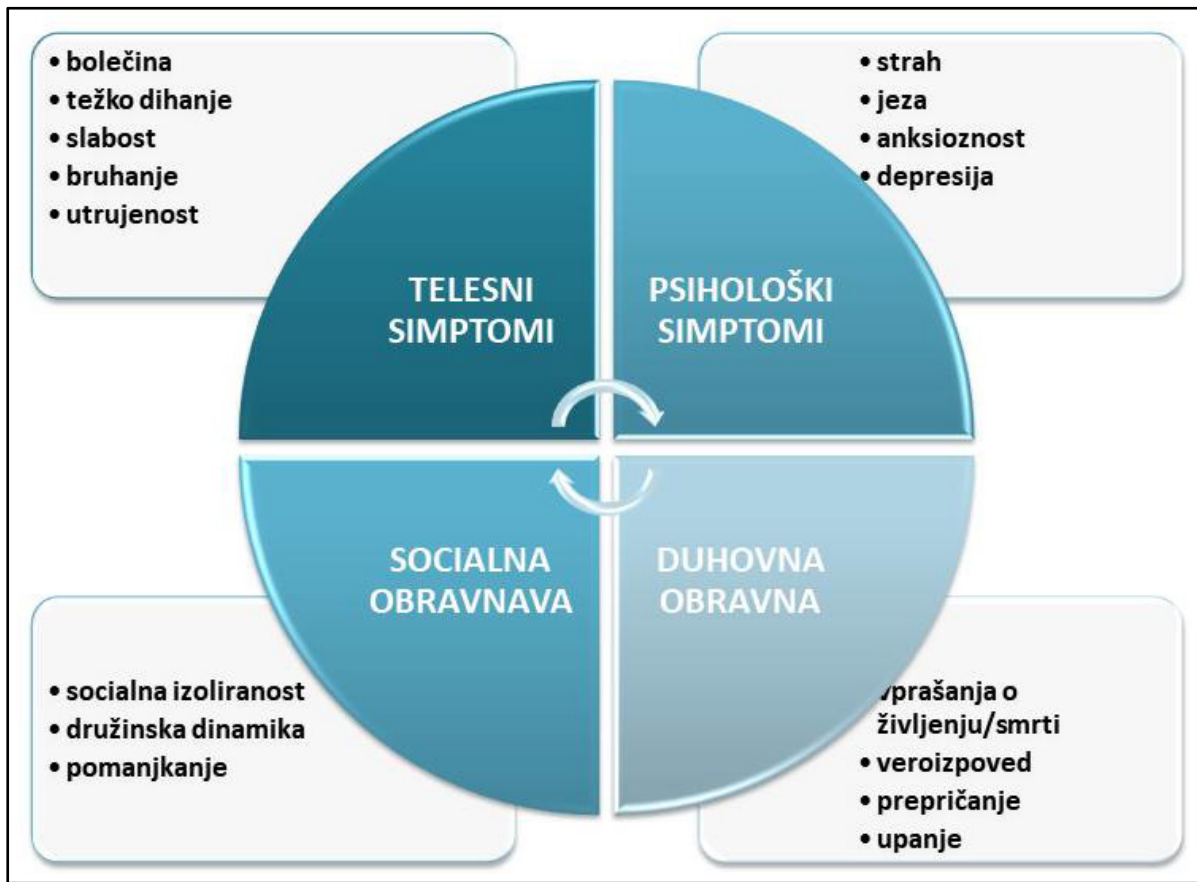 • bolečina
• težko dihanje
• slabost
• bruhanje
• utrujenost
• strah
• jeza
• anksioznost
• depresija
TELESNI
SIMPTOMI
PSIHOLOŠKI
SIMPTOMI
SOCIALNA
OBRAVNAVA
DUHOVNA
OBRAVNA
• socialna izoliranost
• družinska dinamika
• pomanjkanje
vprašanja o
življenju/smrti
• veroizpoved
• prepričanje
• upanje